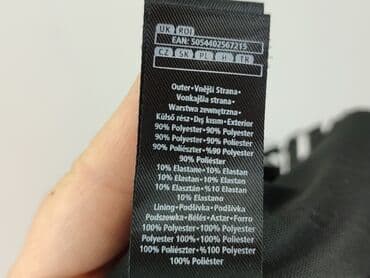 UK ROI
EAN: 5054402567215
CZ SK PL H TR
Outer • Vnější Strana •
Vonkajšia strana •
Warstwa zewnętrzna •
Külső rész • Dış kısım • Exterior
90% Polyester • 90% Polyester
90% Polyester • 90% Polyester
90% Poliészter • %90 Polyester
90% Poliéster
10% Elastane • 10% Elastan
10% Elastan • 10% Elastan
10% Elasztán • %10 Elastan
10% Elastano
Lining • Podšívka • Podšívka
Podszewka • Bélés • Astar • Forro
100% Polyester • 100%
Polyester • 100% Polyester
100% Polyester • 100%
Poliészter • %100 Polyester
100% Poliéster